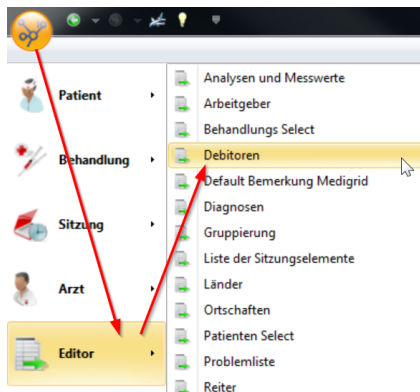 Patient
Behandlung
Sitzung
Arzt
Editor
Analysen und Messwerte
Arbeitgeber
Behandlungs Select
Debitoren
Default Bemerkung Medigrid
Diagnosen
Gruppierung
Liste der Sitzungselemente
Länder
Ortschaften
Patienten Select
Problemliste
Reiter